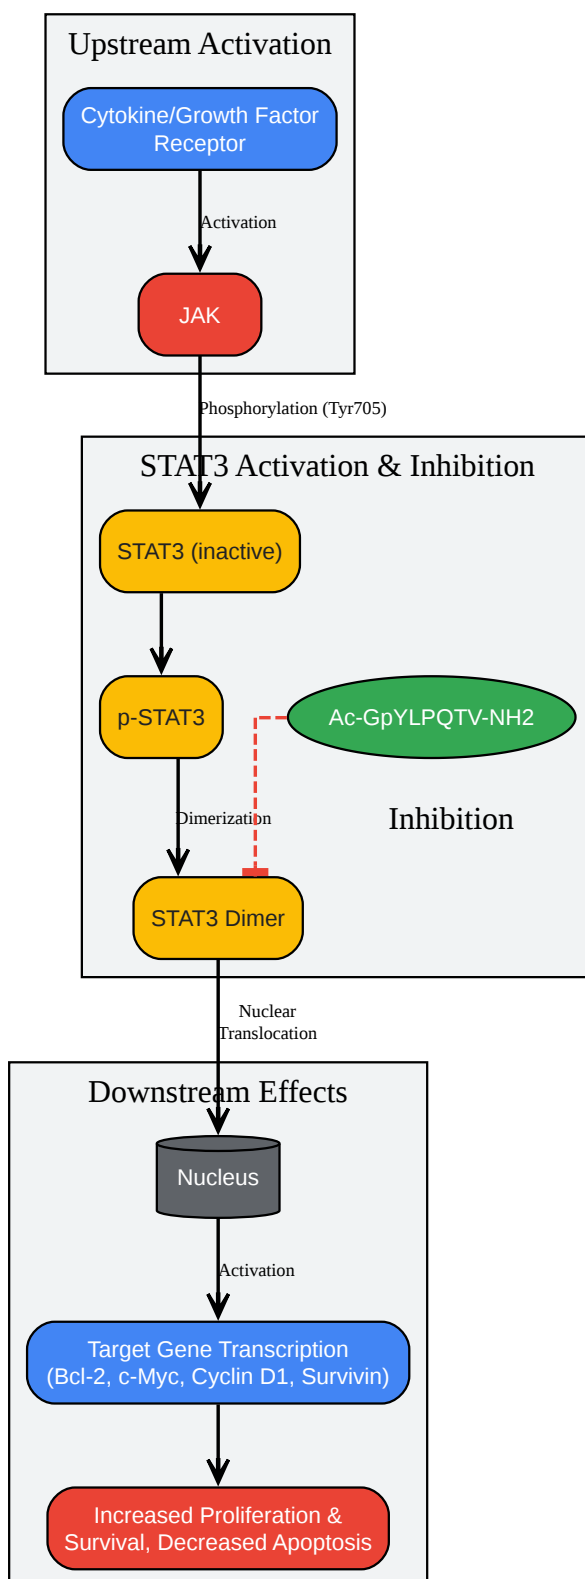 Upstream Activation
Cytokine/Growth Factor
Receptor
Activation
JAK
Phosphorylation (Tyr705)
STAT3 Activation & Inhibition
STAT3 (inactive)
p-STAT3
Ac-GpYLPQTV-NH2
Dimerization
Inhibition
STAT3 Dimer
Nuclear
Translocation
Downstream Effects
Nucleus
Activation
Target Gene Transcription
(Bcl-2, c-Myc, Cyclin D1, Survivin)
Increased Proliferation &
Survival, Decreased Apoptosis